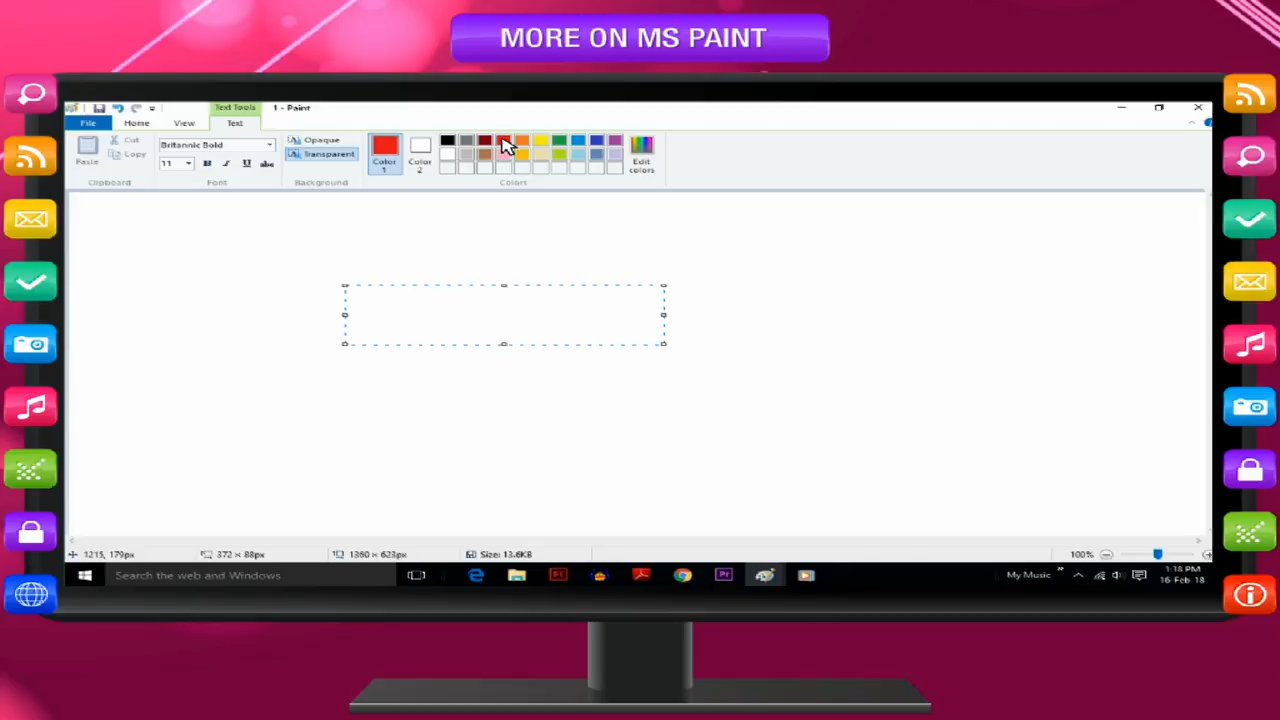 MORE ON MS PAINT
Text Tools 1 - Paint
File Home View Text
Paste Cut Copy
Britannic Bold
11 B I U abc
Opaque
Transparent
Color 1 Color 2
Edit colors
Clipboard Font Background Colors
1215, 179px 372 × 88px 1360 × 623px Size: 13.6KB 100%
Search the web and Windows Pr My Music 1:18 PM
16-Feb-18